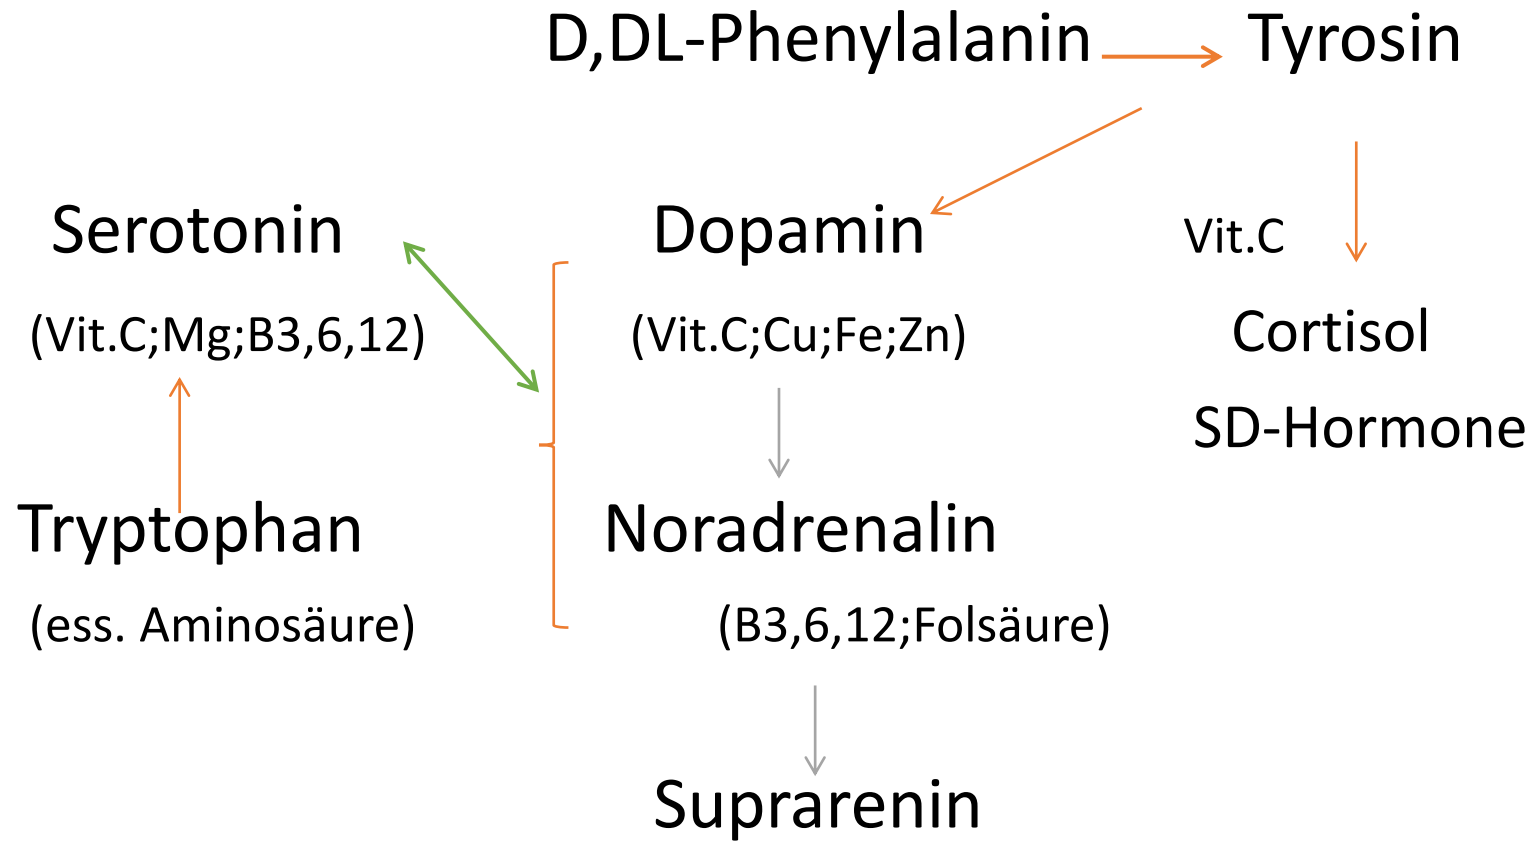 D,DL-Phenylalanin
Tyrosin
Serotonin
Dopamin
Vit.C
(Vit.C;Mg;B3,6,12)
(Vit.C;Cu;Fe;Zn)
Cortisol
SD-Hormone
Tryptophan
Noradrenalin
(ess. Aminosäure)
(B3,6,12;Folsäure)
Suprarenin